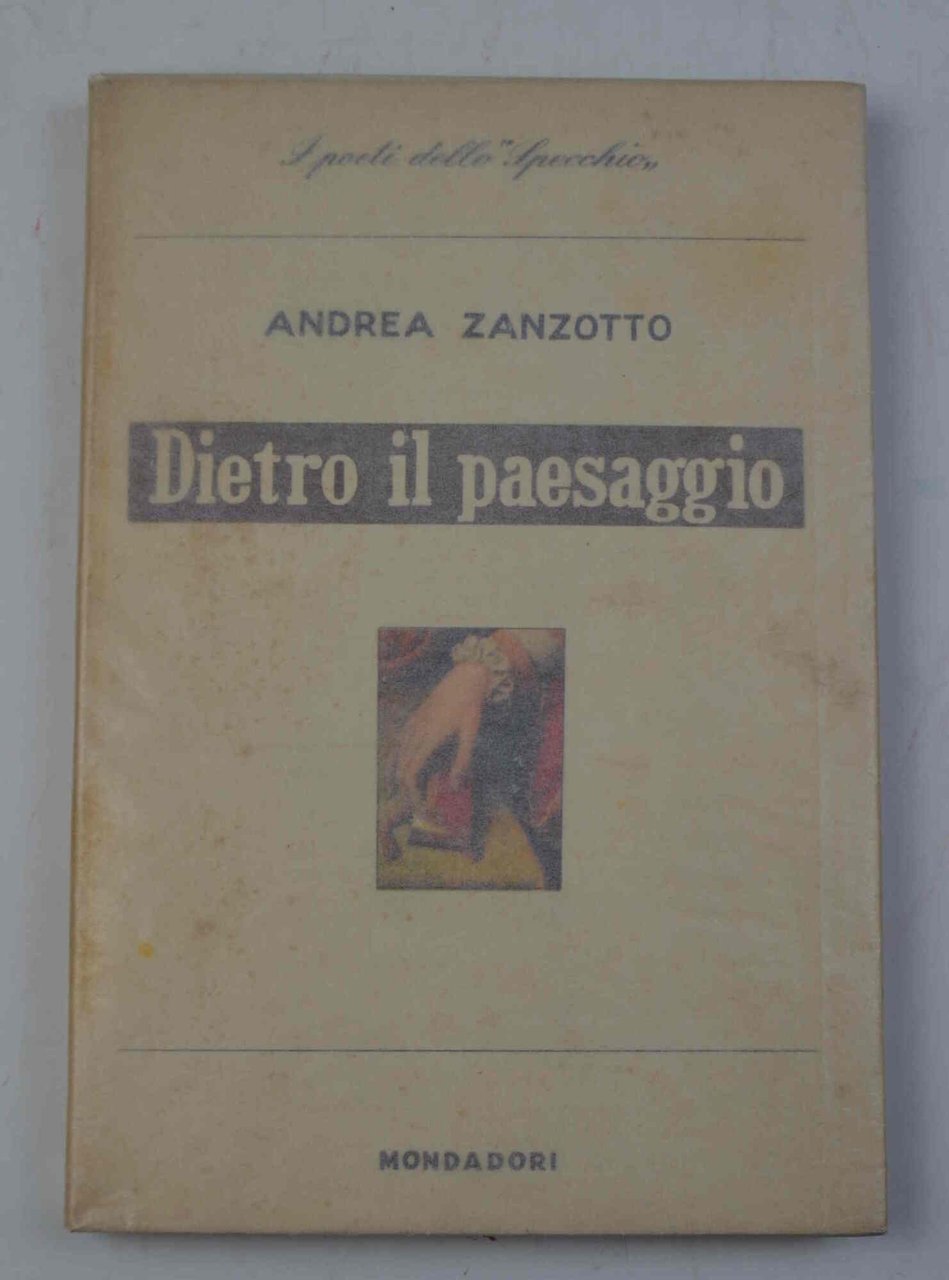 I poeti dello "Specchio„
ANDREA ZANZOTTO
Dietro il paesaggio
MONDADORI